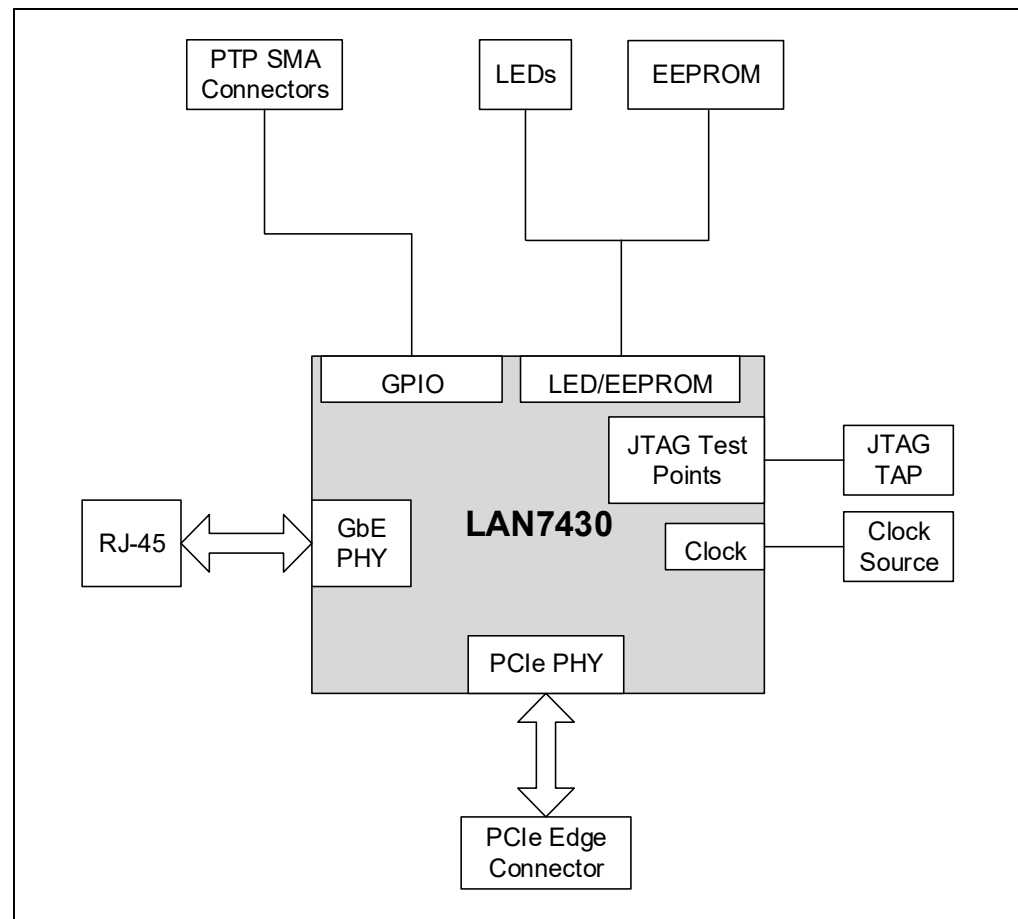 PTP SMA
Connectors
LEDs
EEPROM
GPIO
LED/EEPROM
JTAG Test
Points
JTAG
TAP
LAN7430
RJ-45
GbE
PHY
Clock
Clock
Source
PCIe PHY
PCIe Edge
Connector